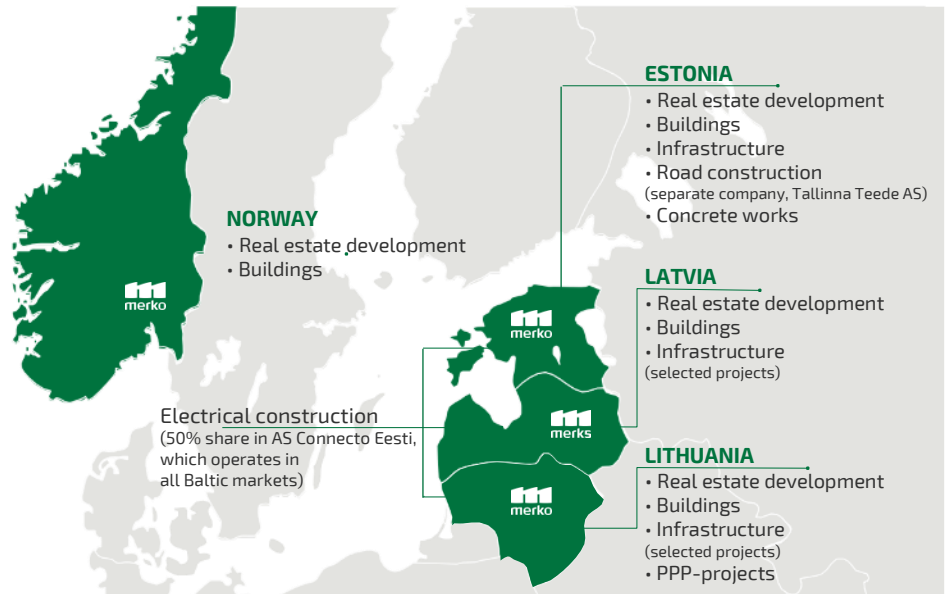 ESTONIA
• Real estate development
• Buildings
• Infrastructure
• Road construction
(separate company, Tallinna Teede AS)
• Concrete works
NORWAY
• Real estate development
• Buildings
merko
LATVIA
• Real estate development
• Buildings
• Infrastructure
(selected projects)
merko
Electrical construction
(50% share in AS Connecto Eesti,
which operates in
all Baltic markets)
merks
LITHUANIA
• Real estate development
• Buildings
• Infrastructure
(selected projects)
• PPP-projects
merko